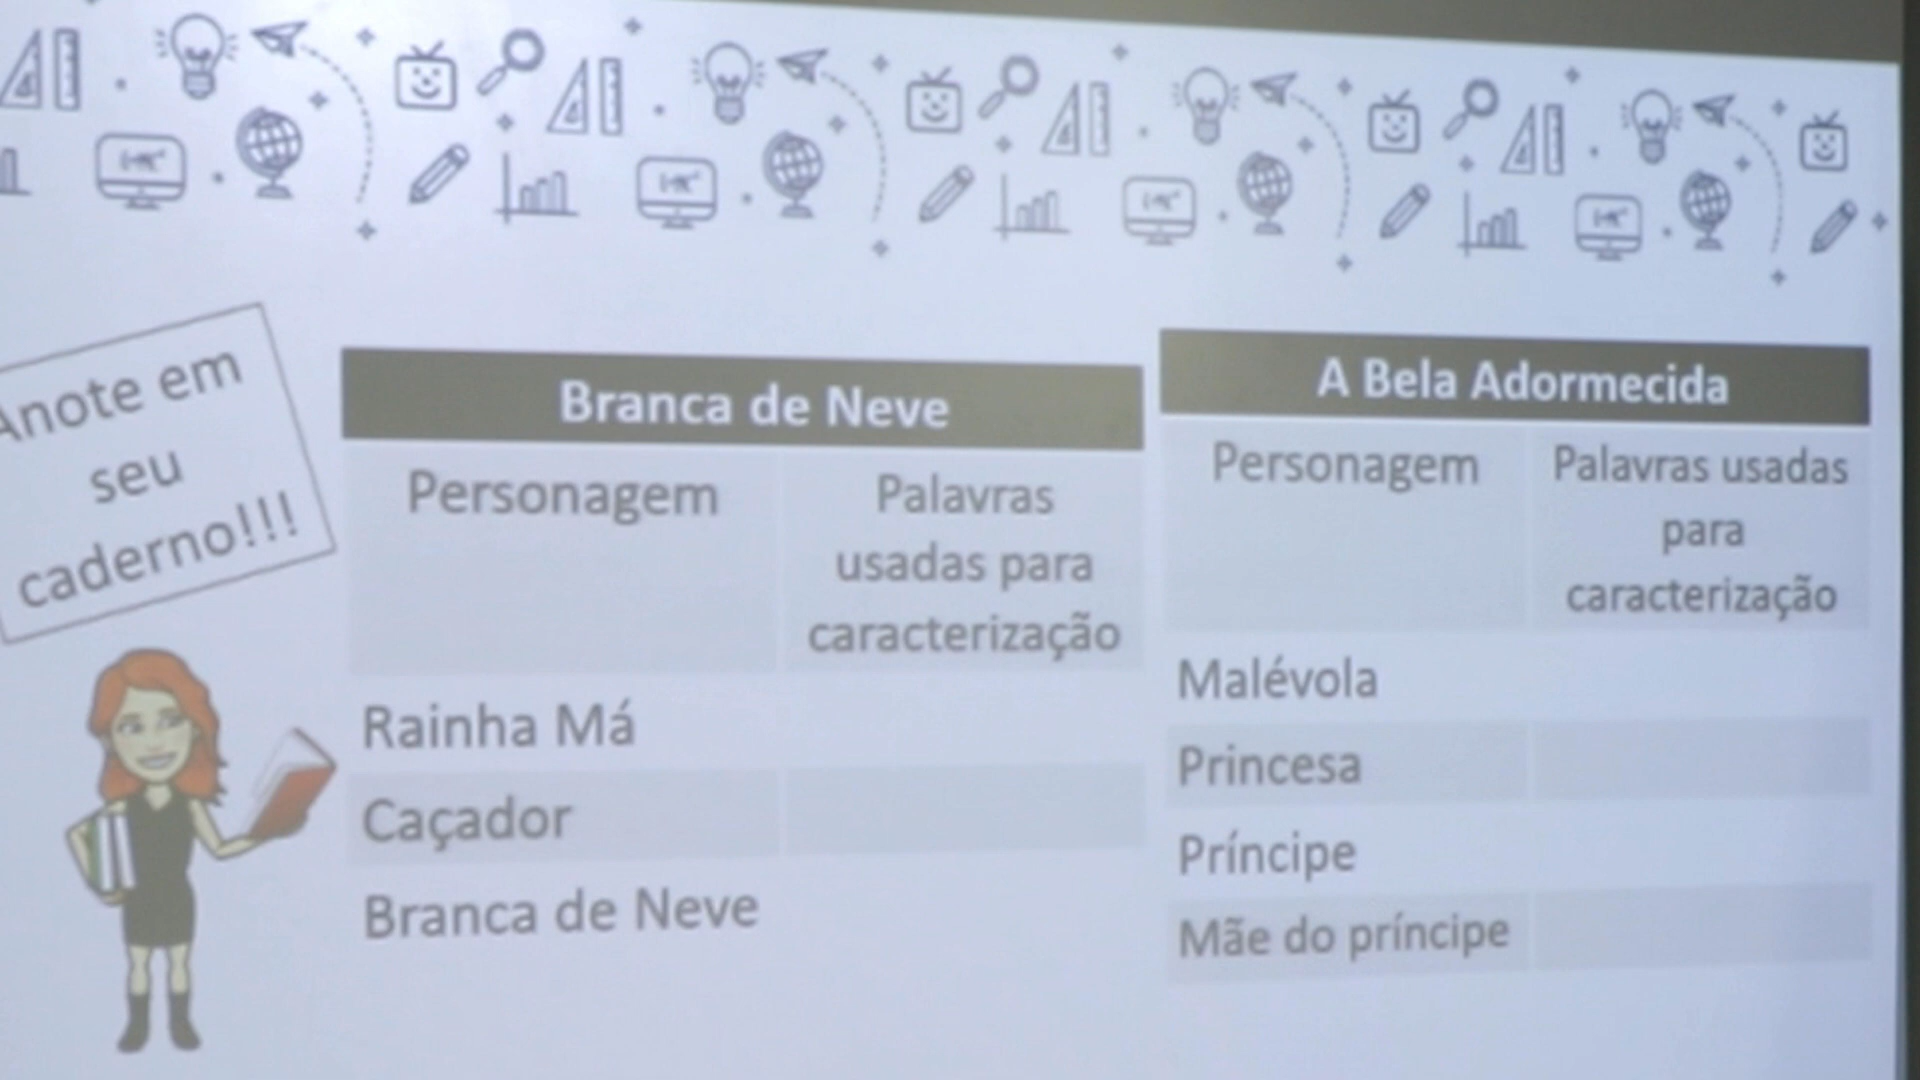 Anote em
seu
caderno!!!
Branca de Neve
Personagem
Palavras
usadas para
caracterização
Rainha Má
Caçador
Branca de Neve
A Bela Adormecida
Personagem
Palavras usadas
para
caracterização
Malévola
Princesa
Príncipe
Mãe do príncipe